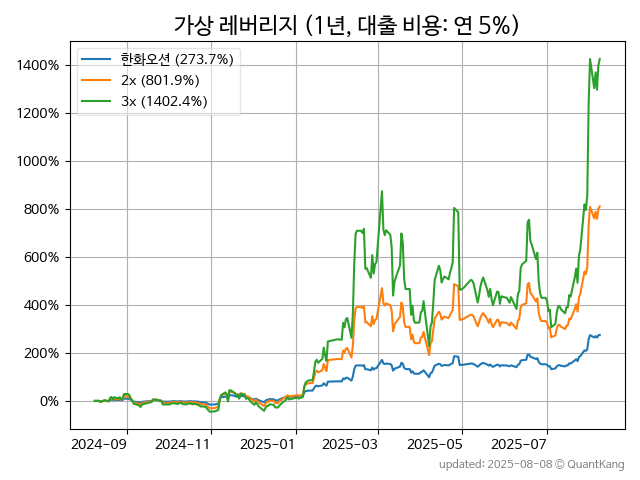 가상 레버리지 (1년, 대출 비용: 연 5%)
한화오션 (273.7%)
2x (801.9%)
3x (1402.4%)
1400%
1200%
1000%
800%
600%
400%
200%
0%
2024-09 2024-11 2025-01 2025-03 2025-05 2025-07
updated: 2025-08-08 © QuantKang